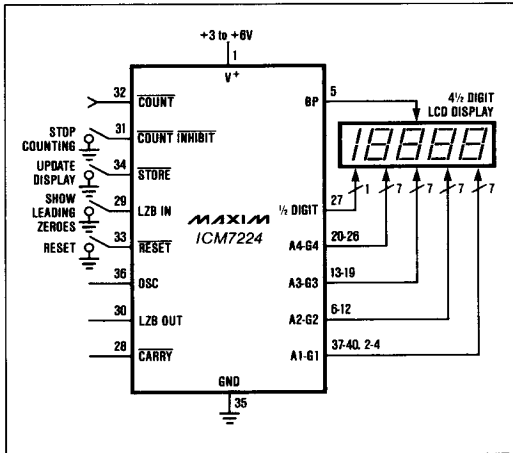 +3 to +6V
1
V+
32
COUNT
STOP
COUNTING
31
COUNT INHIBIT
UPDATE
DISPLAY
34
STORE
SHOW
LEADING
ZEROES
29
LZB IN
RESET
33
RESET
36
OSC
30
LZB OUT
28
CARRY
MAXIM
ICM7224
GND
35
5
BP
4½ DIGIT
LCD DISPLAY
18888
1
7
7
7
7
27
½ DIGIT
20-26
A4-G4
13-19
A3-G3
6-12
A2-G2
37-40, 2-4
A1-G1